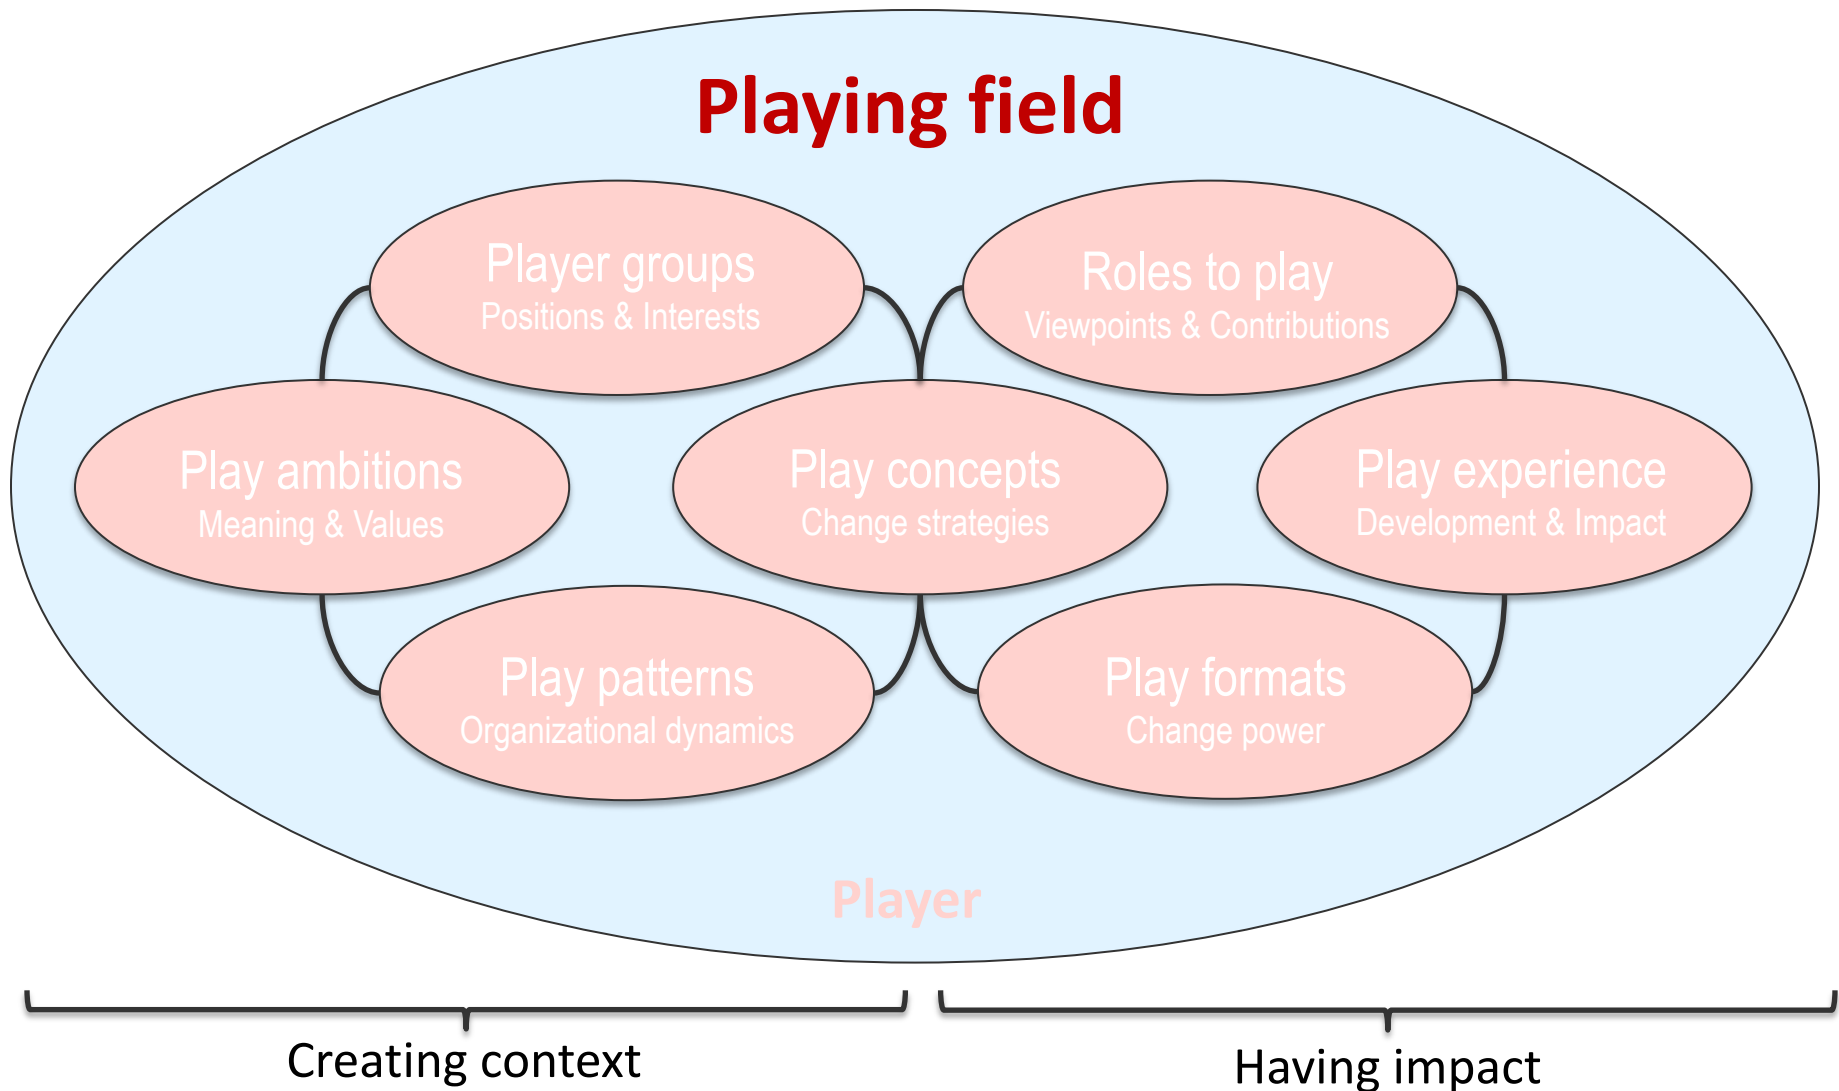 Playing field
Player groups
Positions & Interests
Roles to play
Viewpoints & Contributions
Play ambitions
Meaning & Values
Play concepts
Change strategies
Play experience
Development & Impact
Play patterns
Organizational dynamics
Play formats
Change power
Player
Creating context
Having impact